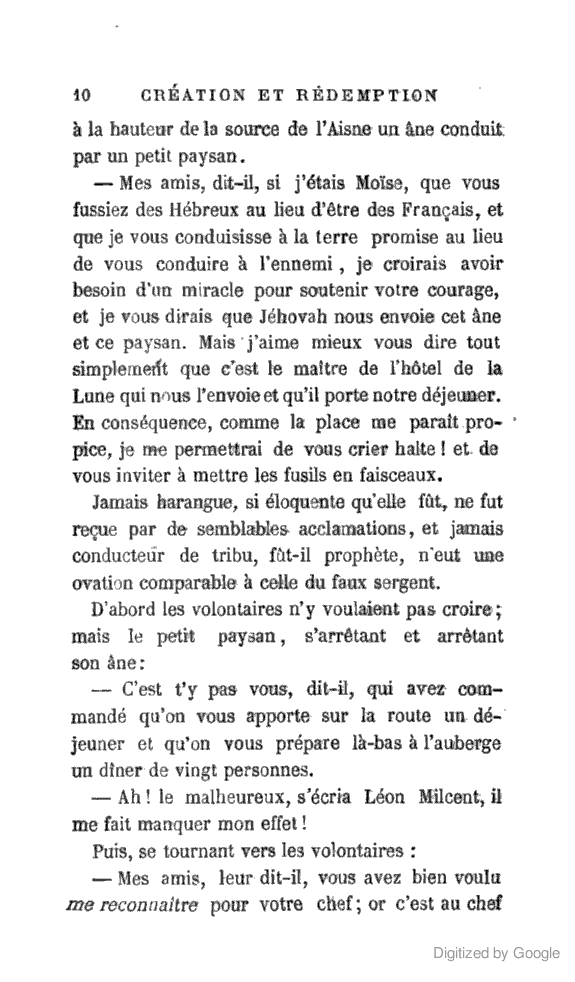 10 CRÉATION ET RÉDEMPTION
à la hauteur de la source de l'Aisne un âne conduit
par un petit paysan.
— Mes amis, dit-il, si j'étais Moïse, que vous
fussiez des Hébreux au lieu d'être des Français, et
que je vous conduisisse à la terre promise au lieu
de vous conduire à l'ennemi, je croirais avoir
besoin d'un miracle pour soutenir votre courage,
et je vous dirais que Jéhovah nous envoie cet âne
et ce paysan. Mais j'aime mieux vous dire tout
simplement que c'est le maître de l'hôtel de la
Lune qui nous l'envoie et qu'il porte notre déjeuner.
En conséquence, comme la place me paraît pro-
pice, je me permettrai de vous crier halte ! et de
vous inviter à mettre les fusils en faisceaux.
Jamais harangue, si éloquente qu'elle fût, ne fut
reçue par de semblables acclamations, et jamais
conducteur de tribu, fût-il prophète, n'eut une
ovation comparable à celle du faux sergent.
D'abord les volontaires n'y voulaient pas croire ;
mais le petit paysan, s'arrêtant et arrêtant
son âne :
— C'est t'y pas vous, dit-il, qui avez com-
mandé qu'on vous apporte sur la route un dé-
jeuner et qu'on vous prépare là-bas à l'auberge
un dîner de vingt personnes.
— Ah ! le malheureux, s'écria Léon Milcent, il
me fait manquer mon effet !
Puis, se tournant vers les volontaires :
— Mes amis, leur dit-il, vous avez bien voulu
me reconnaître pour votre chef ; or c'est au chef
Digitized by Google